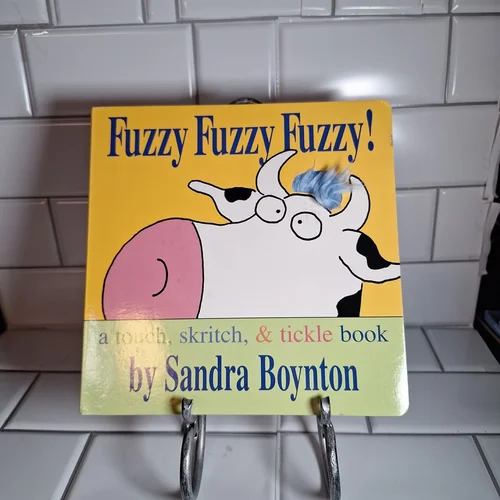 Fuzzy Fuzzy Fuzzy!
a touch, skritch, & tickle book
by Sandra Boynton